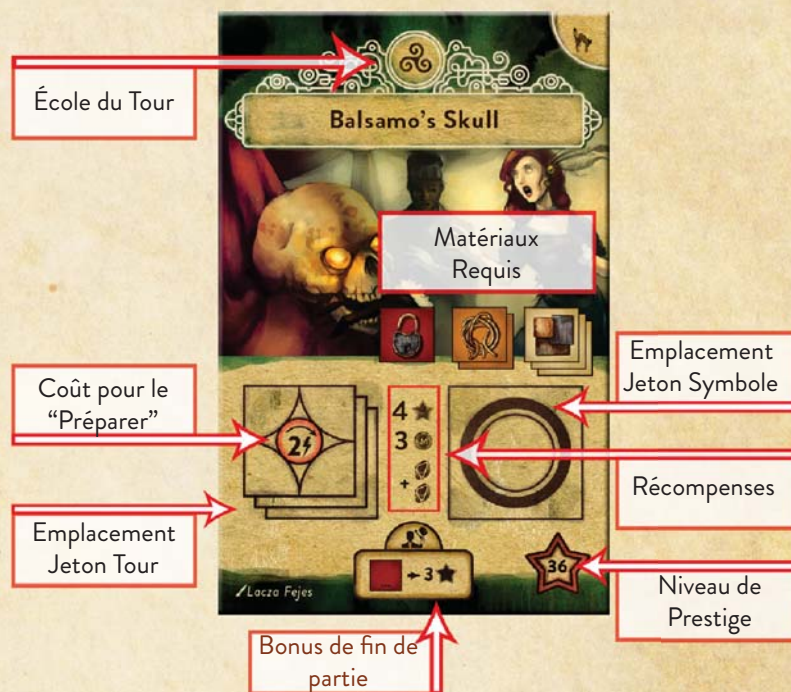 École du Tour
Balsamo's Skull
Matériaux
Requis
Coût pour le
“Préparer”
2
4
3
+
Emplacement
Jeton Symbole
Récompenses
Emplacement
Jeton Tour
3
36
Niveau de
Prestige
Lacza Fejes
Bonus de fin de
partie